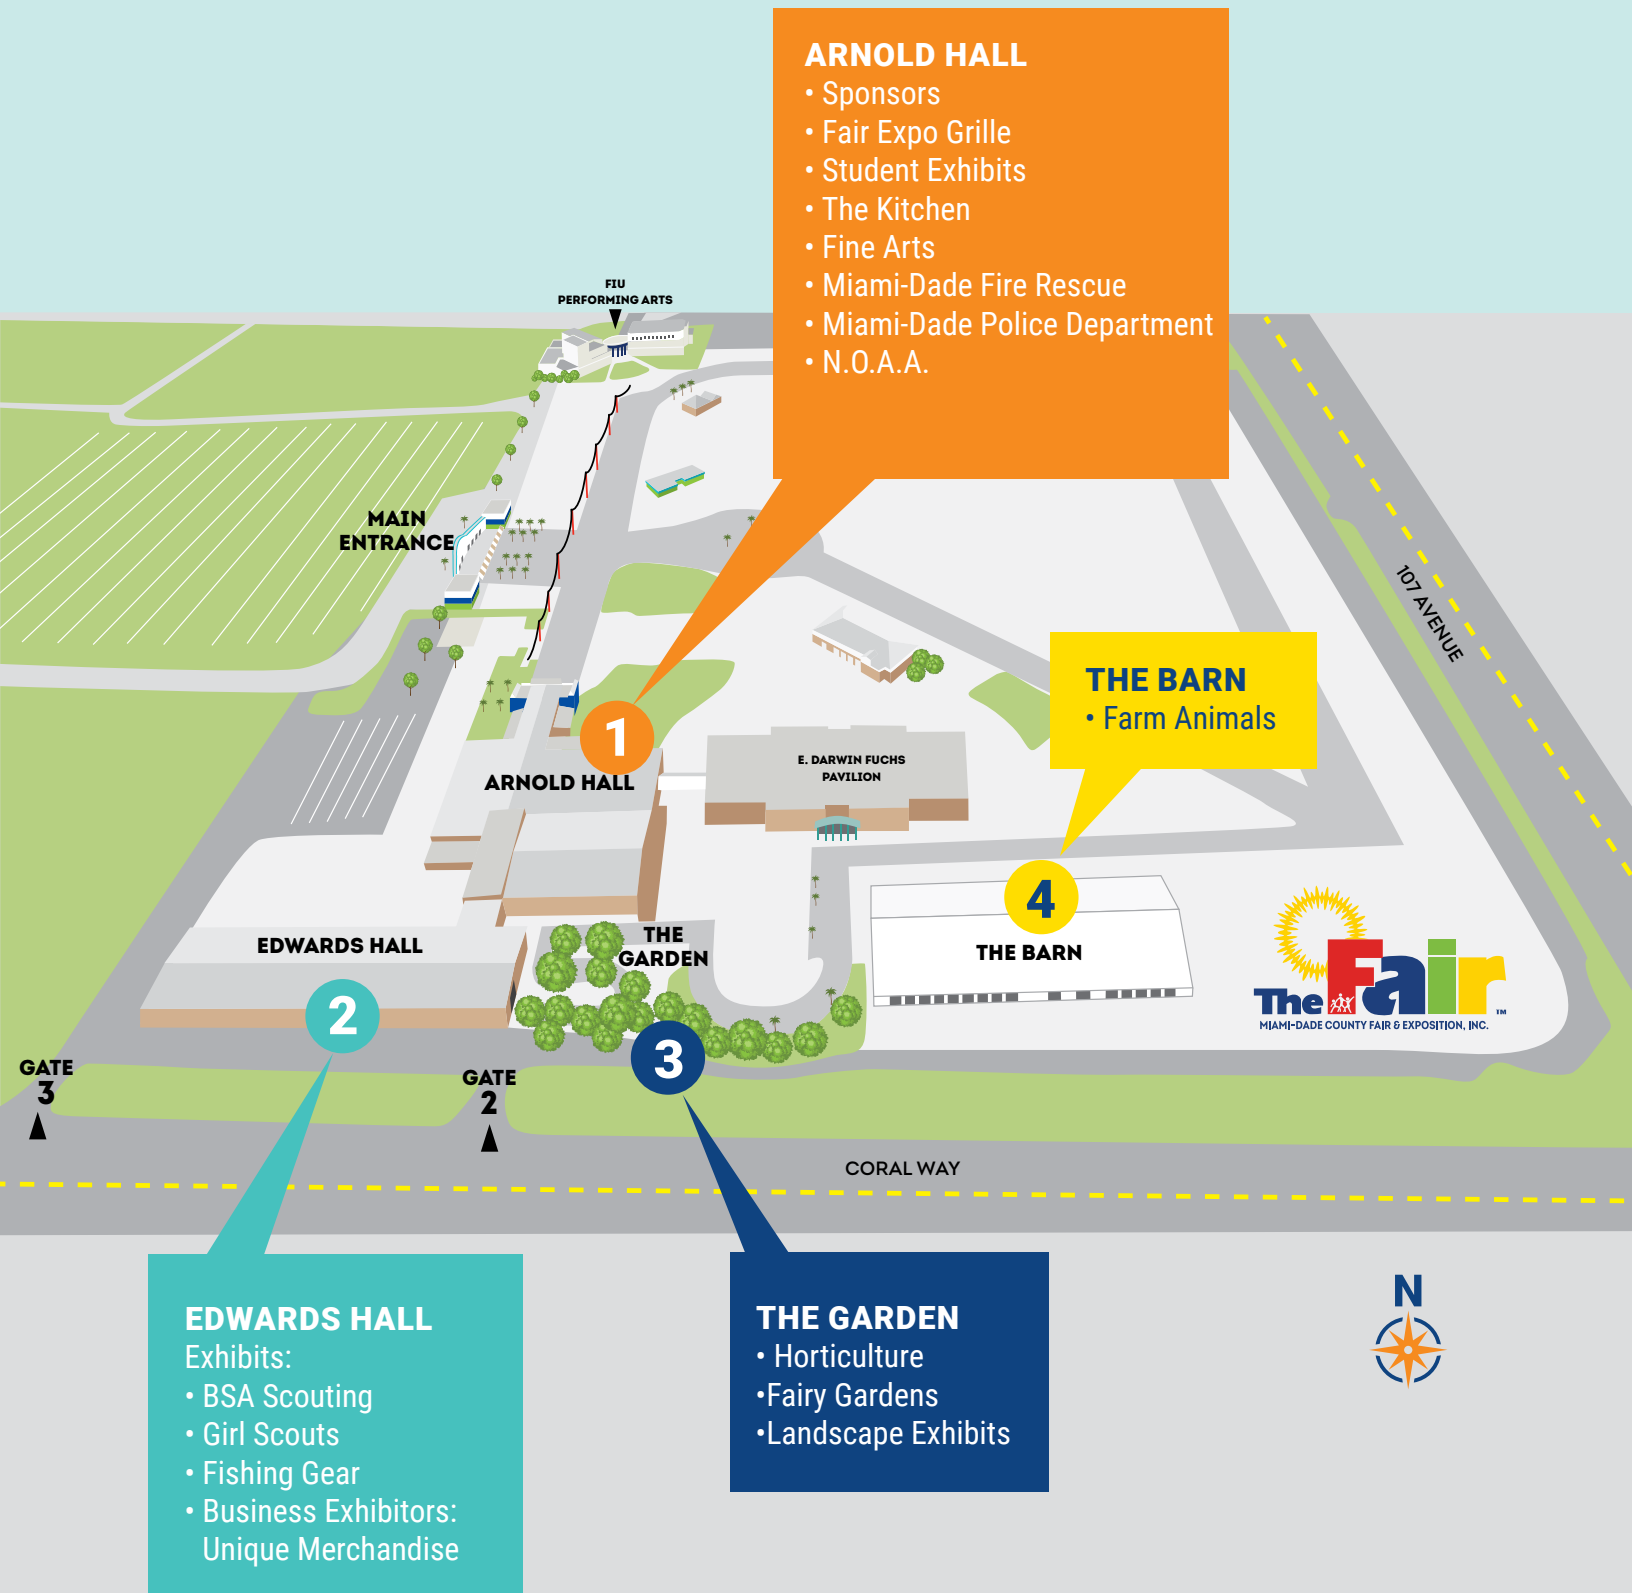 ARNOLD HALL
• Sponsors
• Fair Expo Grille
• Student Exhibits
• The Kitchen
• Fine Arts
• Miami-Dade Fire Rescue
• Miami-Dade Police Department
• N.O.A.A.
FIU
PERFORMING ARTS
MAIN
ENTRANCE
107 AVENUE
THE BARN
• Farm Animals
1
ARNOLD HALL
E. DARWIN FUCHS
PAVILION
4
THE BARN
EDWARDS HALL
2
THE
GARDEN
3
The Fair ™
MIAMI-DADE COUNTY FAIR & EXPOSITION, INC.
GATE
3
GATE
2
CORAL WAY
EDWARDS HALL
Exhibits:
• BSA Scouting
• Girl Scouts
• Fishing Gear
• Business Exhibitors:
Unique Merchandise
THE GARDEN
• Horticulture
•Fairy Gardens
•Landscape Exhibits
N